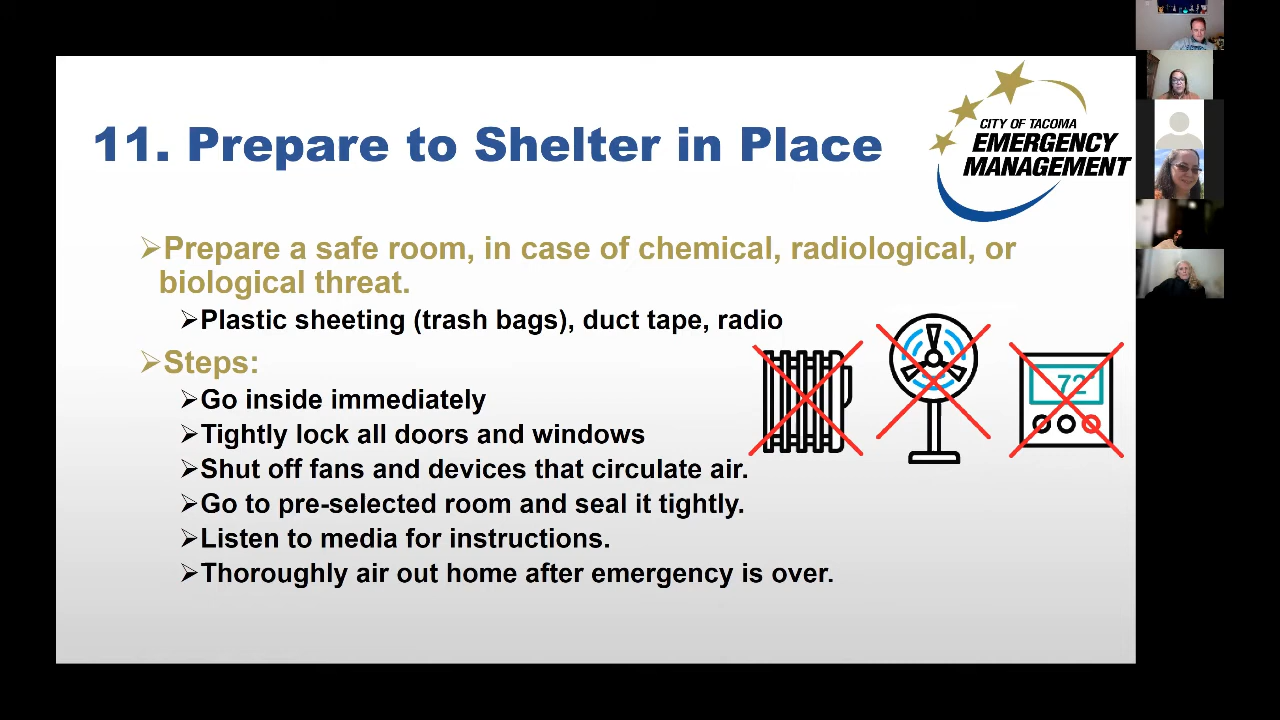 11. Prepare to Shelter in Place
CITY OF TACOMA
EMERGENCY
MANAGEMENT
Prepare a safe room, in case of chemical, radiological, or
biological threat.
Plastic sheeting (trash bags), duct tape, radio
Steps:
Go inside immediately
Tightly lock all doors and windows
Shut off fans and devices that circulate air.
Go to pre-selected room and seal it tightly.
Listen to media for instructions.
Thoroughly air out home after emergency is over.
72